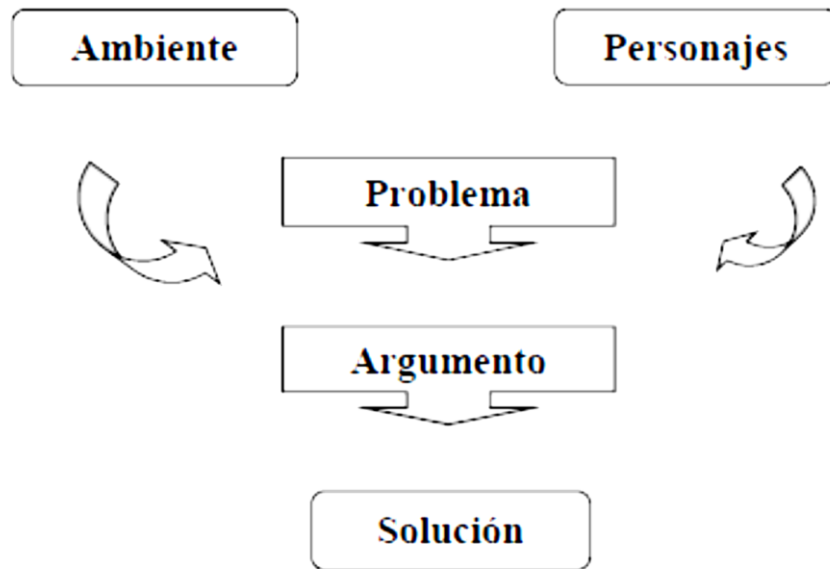 Ambiente
Personajes
Problema
Argumento
Solución